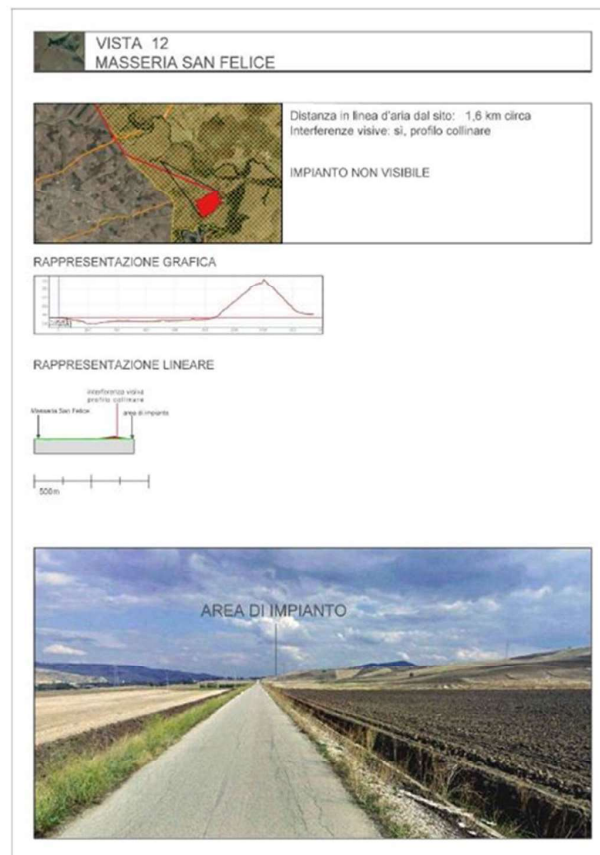 VISTA 12
MASSERIA SAN FELICE
Distanza in linea d'aria dal sito: 1,6 km ciirca
Interferenze visive: sì, profilo collinare
IMPIANTO NON VISIBILE
RAPPRESENTAZIONE GRAFICA
RAPPRESENTAZIONE LINEARE
interferenza visiva
profilo collinare
Masseria San Felice
area di impianto
500m
AREA DI IMPIANTO